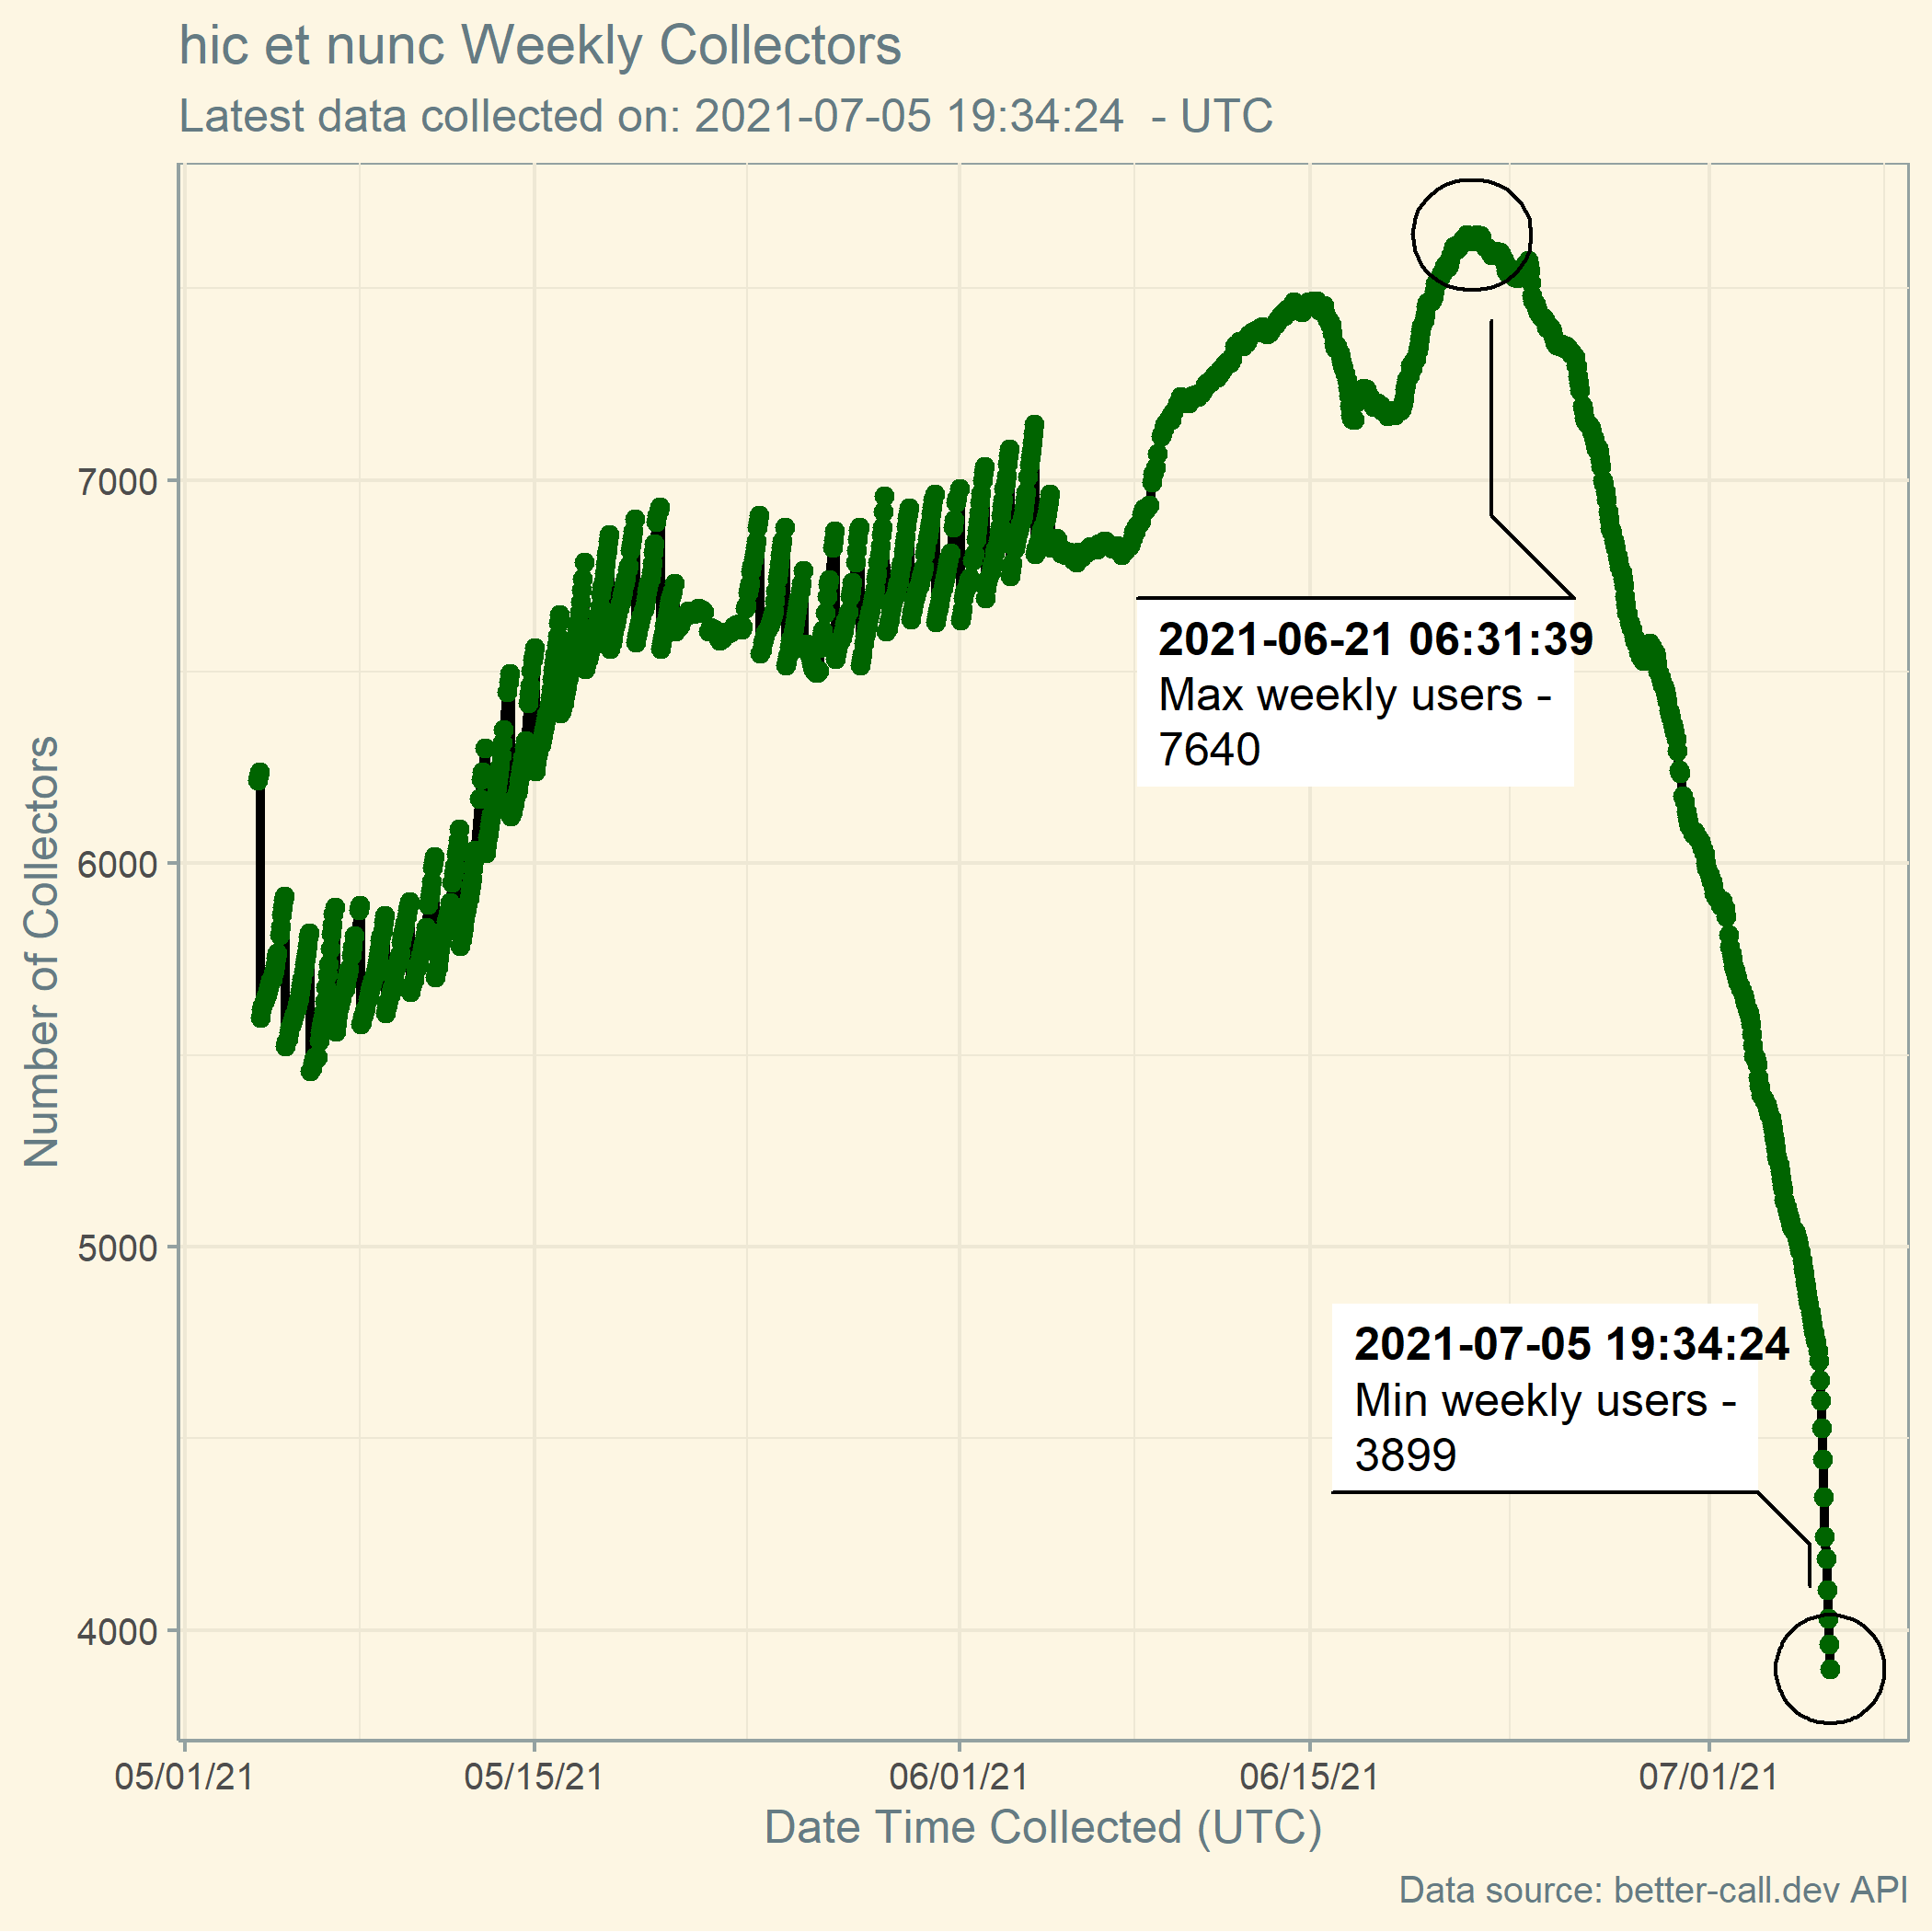 hic et nunc Weekly Collectors
Latest data collected on: 2021-07-05 19:34:24  - UTC
Number of Collectors
7000
6000
5000
4000
2021-06-21 06:31:39
Max weekly users -
7640
2021-07-05 19:34:24
Min weekly users -
3899
05/01/21 05/15/21 06/01/21 06/15/21 07/01/21
Date Time Collected (UTC)
Data source: better-call.dev API